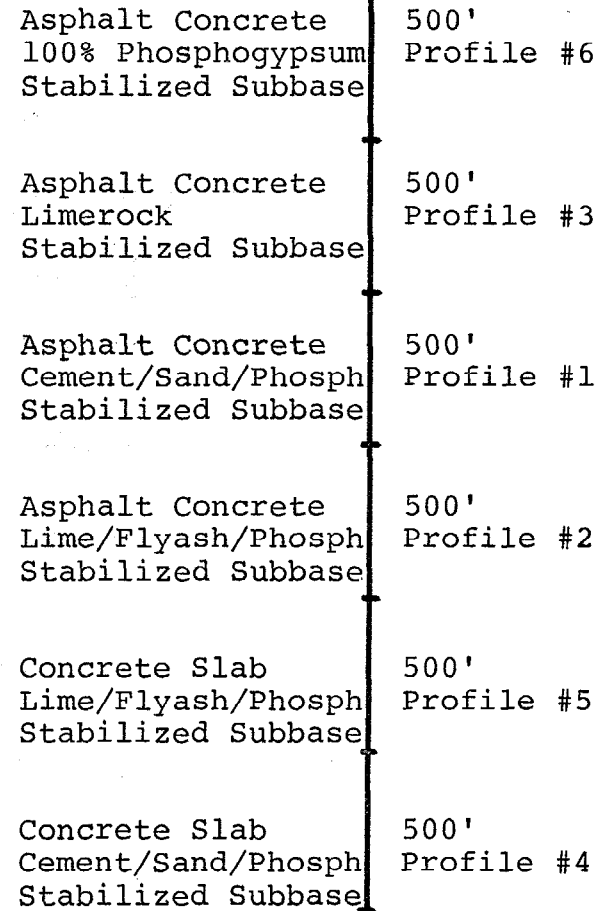 Asphalt Concrete 500'
100% Phosphogypsum Profile #6
Stabilized Subbase
Asphalt Concrete 500'
Limerock Profile #3
Stabilized Subbase
Asphalt Concrete 500'
Cement/Sand/Phosph Profile #1
Stabilized Subbase
Asphalt Concrete 500'
Lime/Flyash/Phosph Profile #2
Stabilized Subbase
Concrete Slab 500'
Lime/Flyash/Phosph Profile #5
Stabilized Subbase
Concrete Slab 500'
Cement/Sand/Phosph Profile #4
Stabilized Subbase